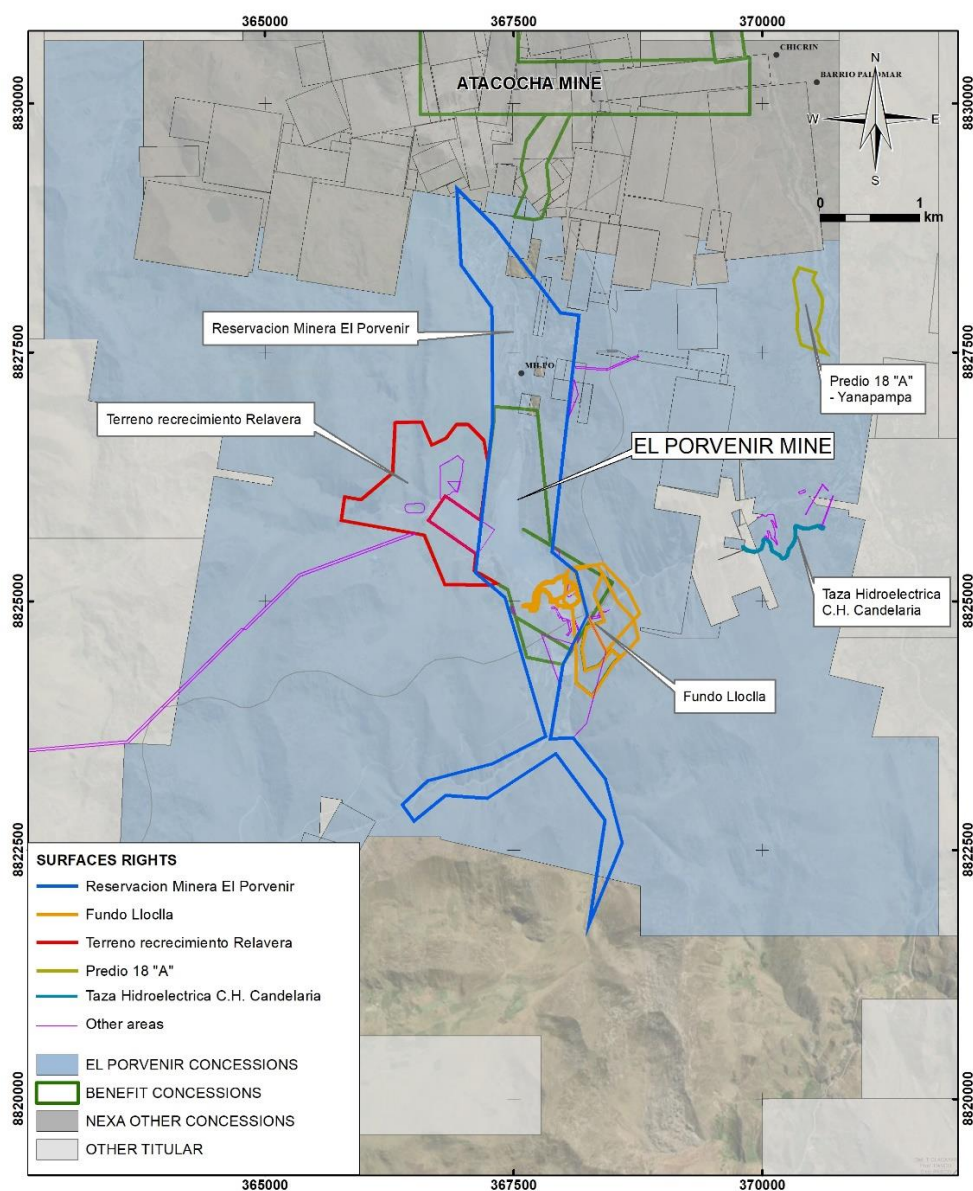 365000
367500
370000
CHICRIN
ATACOCHA MINE
BARRIO PALOMAR
N
W
E
S
0
1
km
8830000
8830000
Reservacion Minera El Porvenir
8827500
8827500
MILPO
Predio 18 "A"
- Yanapampa
Terreno recrecimiento Relavera
EL PORVENIR MINE
8825000
8825000
Taza Hidroelectrica
C.H. Candelaria
Fundo Lloclla
8822500
8822500
SURFACES RIGHTS
Reservacion Minera El Porvenir
Fundo Lloclla
Terreno recrecimiento Relavera
Predio 18 "A"
Taza Hidroelectrica C.H. Candelaria
Other areas
EL PORVENIR CONCESSIONS
BENEFIT CONCESSIONS
NEXA OTHER CONCESSIONS
OTHER TITULAR
8820000
8820000
365000
367500
370000